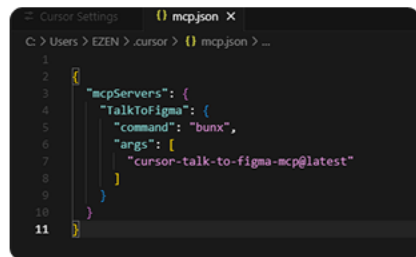 Cursor Settings
{} mcp.json X
C: > Users > EZEN > .cursor > {} mcp.json > ...
1
2 {
3 "mcpServers": {
4 "TalkToFigma": {
5 "command": "bunx",
6 "args": [
7 "cursor-talk-to-figma-mcp@latest"
8 ]
9 }
10 }
11 }